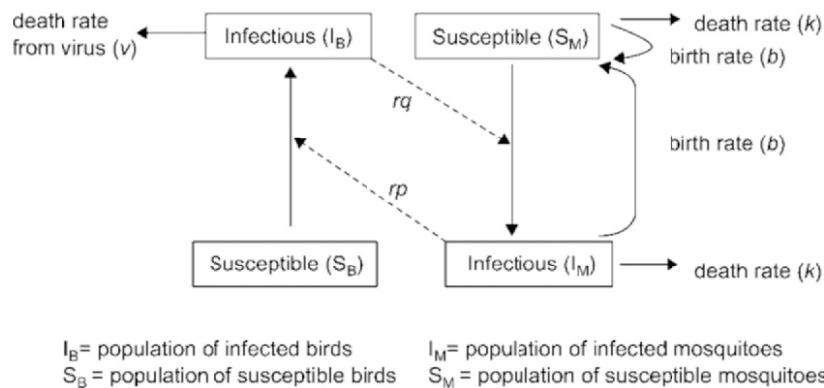 death rate
from virus (v)
Infectious (I_B)
Susceptible (S_M)
death rate (k)
birth rate (b)
rq
birth rate (b)
rp
Susceptible (S_B)
Infectious (I_M)
death rate (k)
I_B= population of infected birds
I_M= population of infected mosquitoes
S_B = population of susceptible birds
S_M = population of susceptible mosquitoes